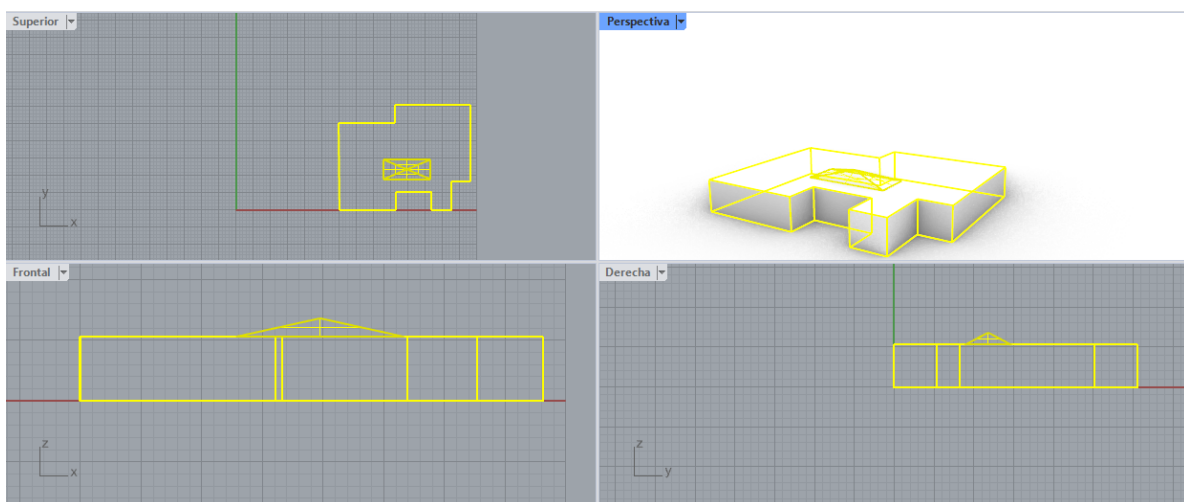 Superior
Perspectiva
y
x
Frontal
Derecha
z
x
z
y